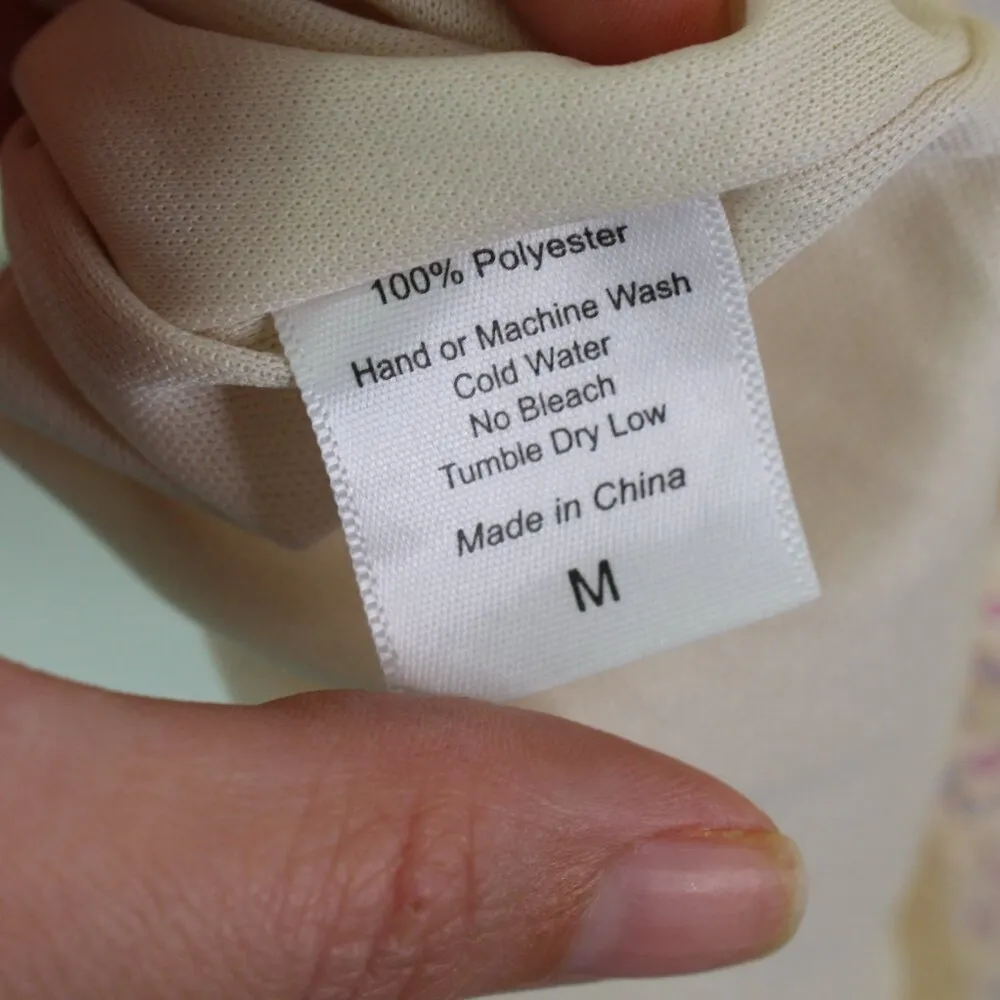 100% Polyester
Hand or Machine Wash
Cold Water
No Bleach
Tumble Dry Low
Made in China
M